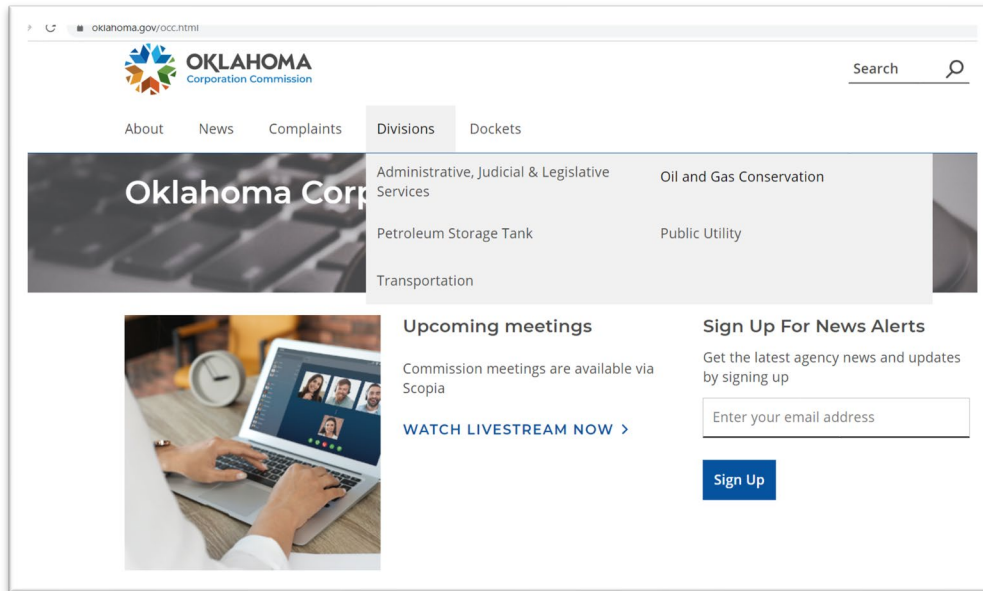 oklahoma.gov/occ.html
OKLAHOMA
Corporation Commission
Search
About News Complaints Divisions Dockets
Oklahoma Corp
Administrative, Judicial & Legislative
Services
Oil and Gas Conservation
Petroleum Storage Tank
Public Utility
Transportation
Upcoming meetings
Commission meetings are available via
Scopia
WATCH LIVESTREAM NOW >
Sign Up For News Alerts
Get the latest agency news and updates
by signing up
Enter your email address
Sign Up